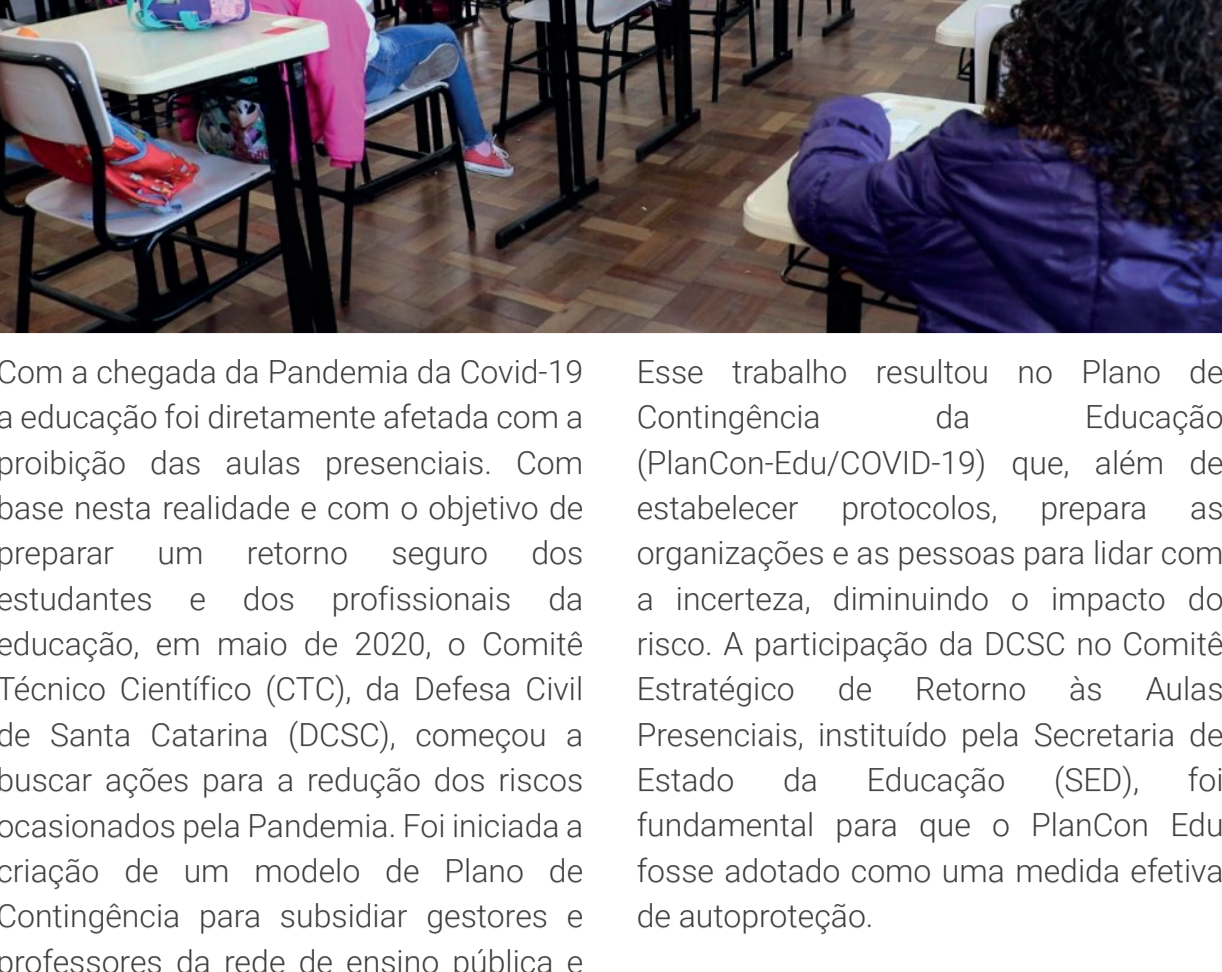 Com a chegada da Pandemia da Covid-19
a educação foi diretamente afetada com a
proibição das aulas presenciais. Com
base nesta realidade e com o objetivo de
preparar um retorno seguro dos
estudantes e dos profissionais da
educação, em maio de 2020, o Comitê
Técnico Científico (CTC), da Defesa Civil
de Santa Catarina (DCSC), começou a
buscar ações para a redução dos riscos
ocasionados pela Pandemia. Foi iniciada a
criação de um modelo de Plano de
Contingência para subsidiar gestores e
professores da rede de ensino pública e
Esse trabalho resultou no Plano de
Contingência da Educação
(PlanCon-Edu/COVID-19) que, além de
estabelecer protocolos, prepara as
organizações e as pessoas para lidar com
a incerteza, diminuindo o impacto do
risco. A participação da DCSC no Comitê
Estratégico de Retorno às Aulas
Presenciais, instituído pela Secretaria de
Estado da Educação (SED), foi
fundamental para que o PlanCon Edu
fosse adotado como uma medida efetiva
de autoproteção.